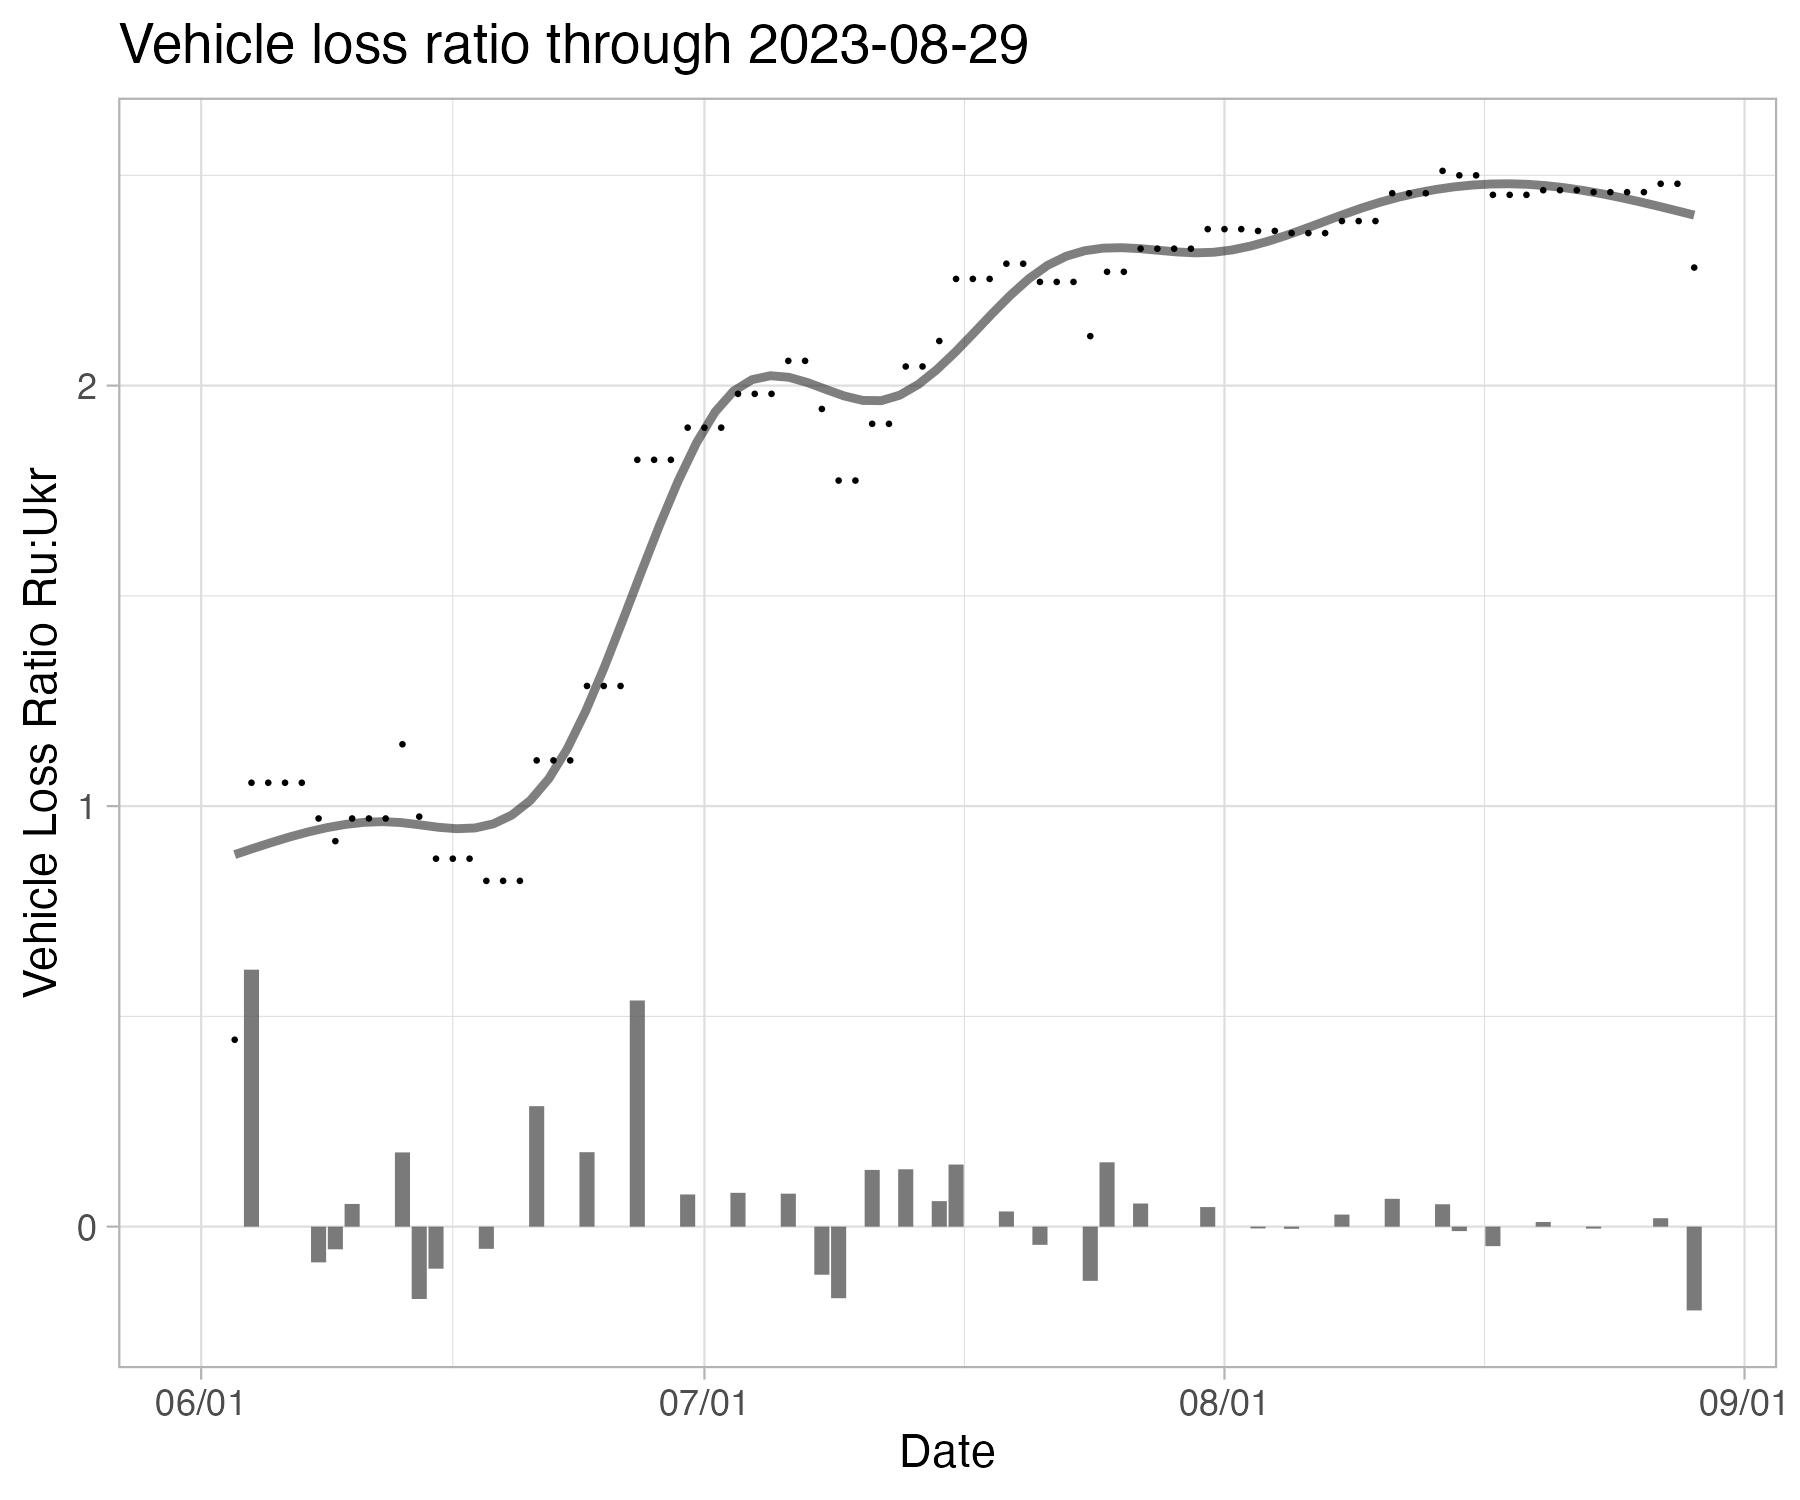 Vehicle loss ratio through 2023-08-29
Vehicle Loss Ratio Ru:Ukr
2
1
0
06/01
07/01
08/01
09/01
Date